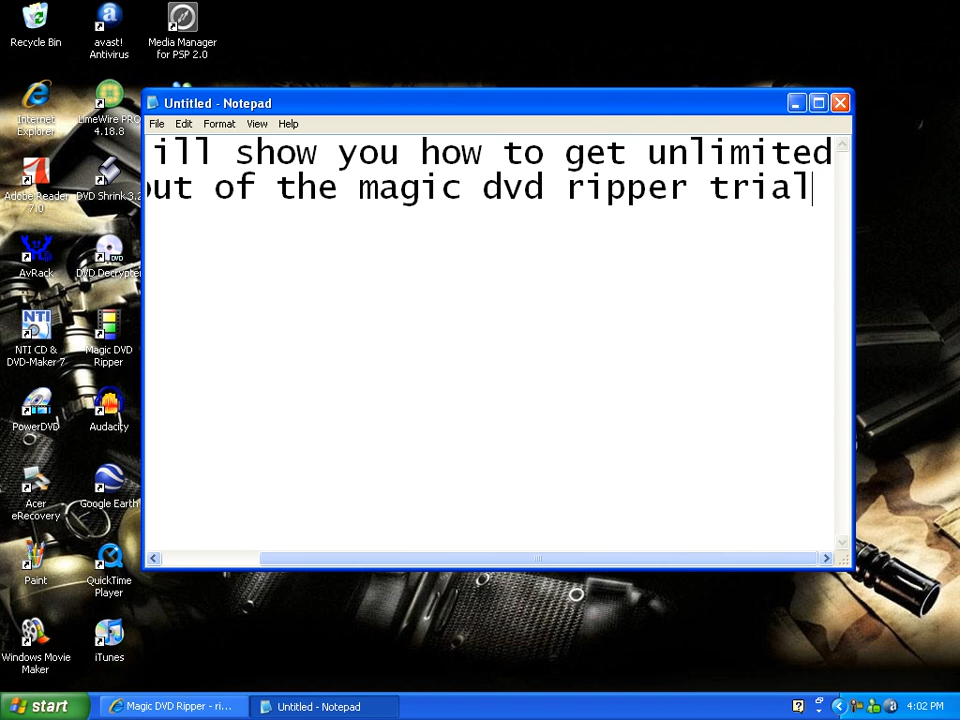 Recycle Bin
avast!
Antivirus
Media Manager
for PSP 2.0
Internet
Explorer
LimeWire PRO
4.18.8
Adobe Reader
7.0
DVD Shrink 3.2
AvRack
DVD Decrypter
NTI
NTI CD &
DVD-Maker 7
Magic DVD
Ripper
PowerDVD
Audacity
Acer
eRecovery
Google Earth
Paint
QuickTime
Player
Windows Movie
Maker
iTunes
Untitled - Notepad
File Edit Format View Help
ill show you how to get unlimited
out of the magic dvd ripper trial
start
Magic DVD Ripper - ri...
Untitled - Notepad
4:02 PM